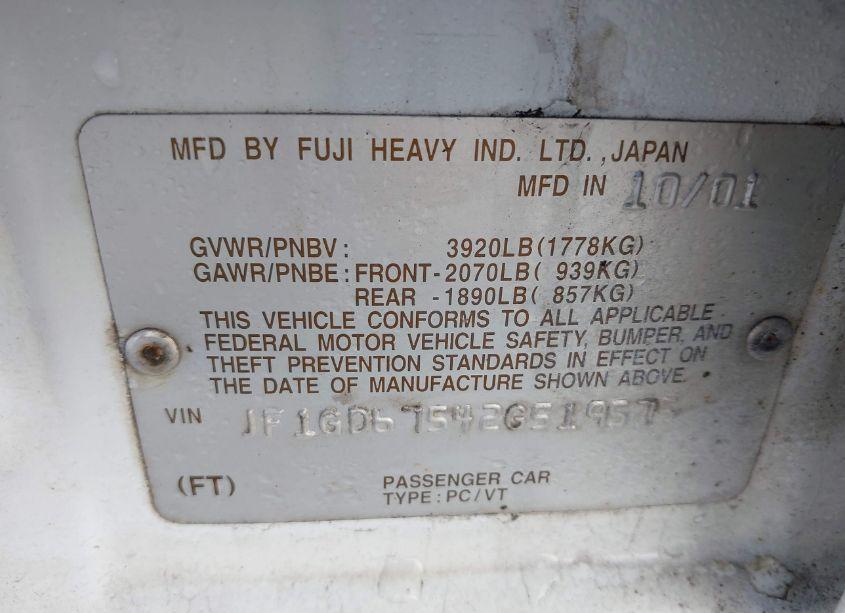 MFD BY FUJI HEAVY IND. LTD.,JAPAN
MFD IN 10/01
GVWR/PNBV: 3920LB(1778KG)
GAWR/PNBE:FRONT-2070LB( 939KG)
REAR -1890LB( 857KG)
THIS VEHICLE CONFORMS TO ALL APPLICABLE
FEDERAL MOTOR VEHICLE SAFETY, BUMPER, AND
THEFT PREVENTION STANDARDS IN EFFECT ON
THE DATE OF MANUFACTURE SHOWN ABOVE.
VIN
(FT) PASSENGER CAR
TYPE:PC/VT